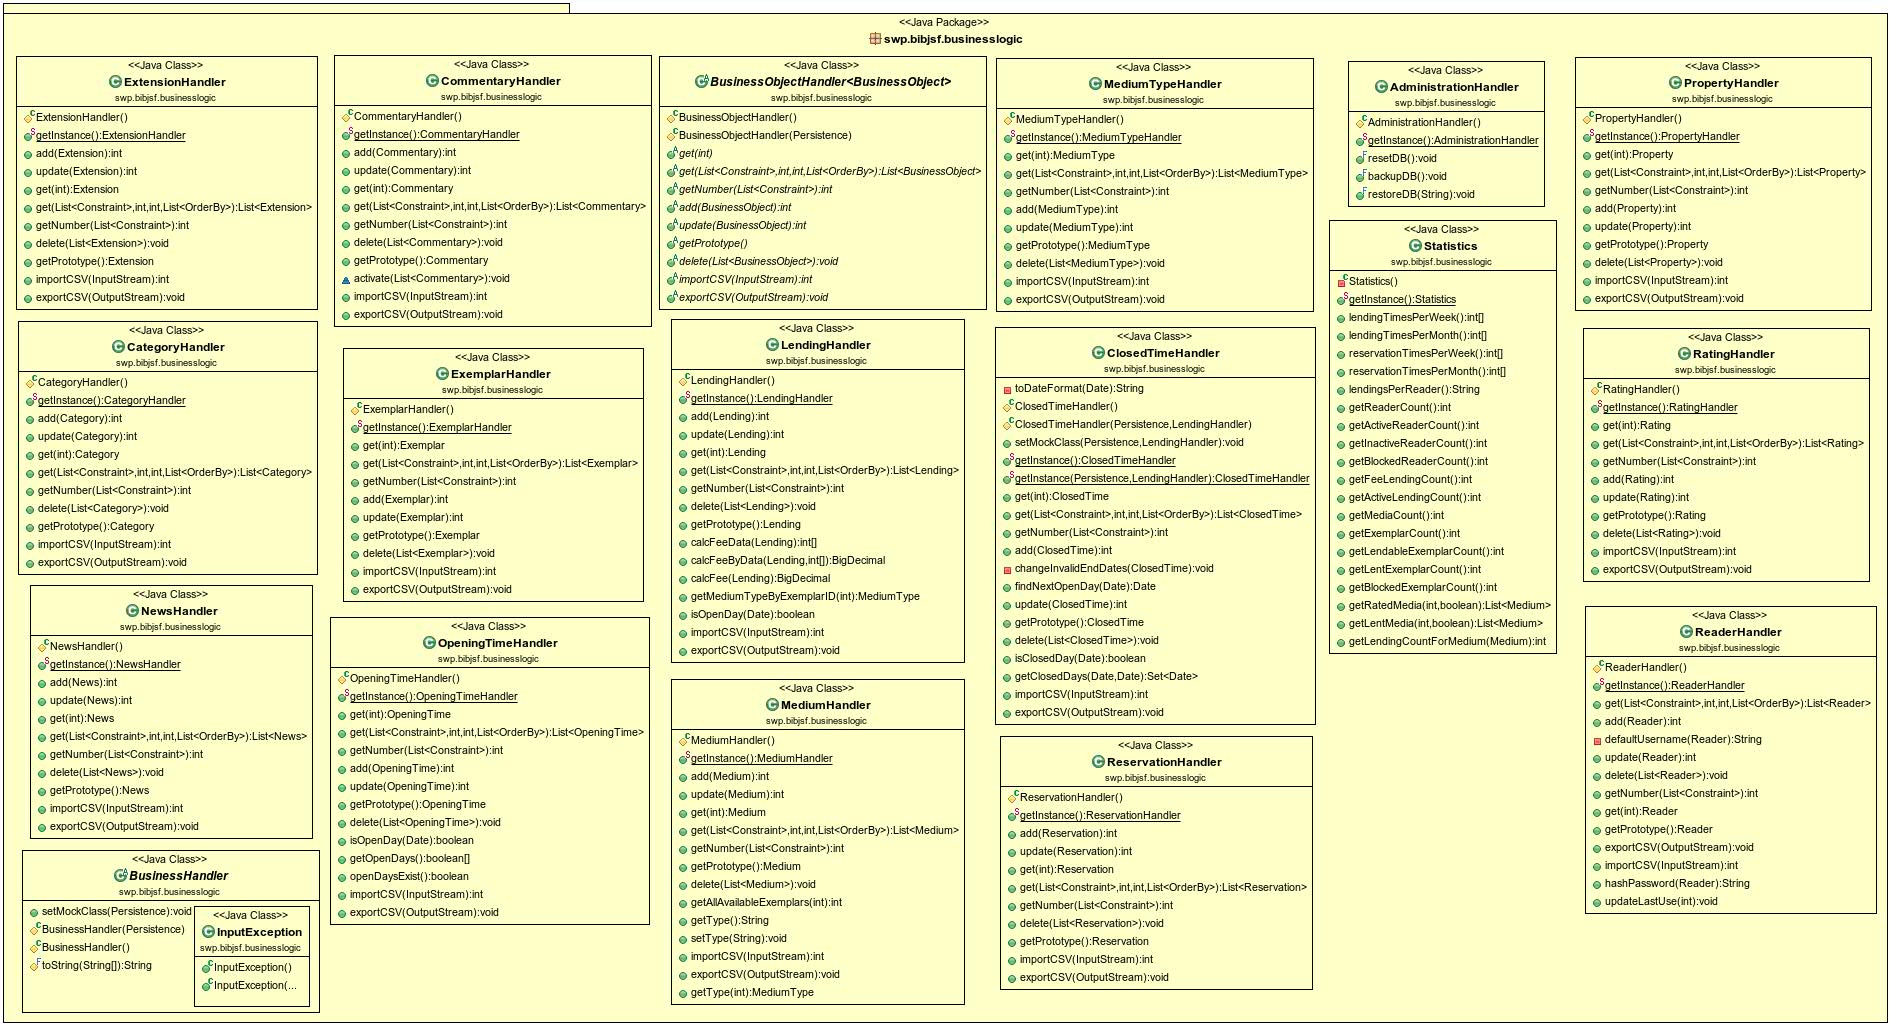 <<Java Package>>
swp.bibjsf.businesslogic
<<Java Class>>
ExtensionHandler
swp.bibjsf.businesslogic
ExtensionHandler()
getInstance():ExtensionHandler
add(Extension):int
update(Extension):int
get(int):Extension
get(List<Constraint>,int,int,List<OrderBy>):List<Extension>
getNumber(List<Constraint>):int
delete(List<Extension>):void
getPrototype():Extension
importCSV(InputStream):int
exportCSV(OutputStream):void
<<Java Class>>
CommentaryHandler
swp.bibjsf.businesslogic
CommentaryHandler()
getInstance():CommentaryHandler
add(Commentary):int
update(Commentary):int
get(int):Commentary
get(List<Constraint>,int,int,List<OrderBy>):List<Commentary>
getNumber(List<Constraint>):int
delete(List<Commentary>):void
getPrototype():Commentary
activate(List<Commentary>):void
importCSV(InputStream):int
exportCSV(OutputStream):void
<<Java Class>>
BusinessObjectHandler<BusinessObject>
swp.bibjsf.businesslogic
BusinessObjectHandler()
BusinessObjectHandler(Persistence)
get(int)
get(List<Constraint>,int,int,List<OrderBy>):List<BusinessObject>
getNumber(List<Constraint>):int
add(BusinessObject):int
update(BusinessObject):int
getPrototype()
delete(List<BusinessObject>):void
importCSV(InputStream):int
exportCSV(OutputStream):void
<<Java Class>>
MediumTypeHandler
swp.bibjsf.businesslogic
MediumTypeHandler()
getInstance():MediumTypeHandler
get(int):MediumType
get(List<Constraint>,int,int,List<OrderBy>):List<MediumType>
getNumber(List<Constraint>):int
add(MediumType):int
update(MediumType):int
getPrototype():MediumType
delete(List<MediumType>):void
importCSV(InputStream):int
exportCSV(OutputStream):void
<<Java Class>>
AdministrationHandler
swp.bibjsf.businesslogic
AdministrationHandler()
getInstance():AdministrationHandler
resetDB():void
backupDB():void
restoreDB(String):void
<<Java Class>>
PropertyHandler
swp.bibjsf.businesslogic
PropertyHandler()
getInstance():PropertyHandler
get(int):Property
get(List<Constraint>,int,int,List<OrderBy>):List<Property>
getNumber(List<Constraint>):int
add(Property):int
update(Property):int
getPrototype():Property
delete(List<Property>):void
importCSV(InputStream):int
exportCSV(OutputStream):void
<<Java Class>>
CategoryHandler
swp.bibjsf.businesslogic
CategoryHandler()
getInstance():CategoryHandler
add(Category):int
update(Category):int
get(int):Category
get(List<Constraint>,int,int,List<OrderBy>):List<Category>
getNumber(List<Constraint>):int
delete(List<Category>):void
getPrototype():Category
importCSV(InputStream):int
exportCSV(OutputStream):void
<<Java Class>>
ExemplarHandler
swp.bibjsf.businesslogic
ExemplarHandler()
getInstance():ExemplarHandler
get(int):Exemplar
get(List<Constraint>,int,int,List<OrderBy>):List<Exemplar>
getNumber(List<Constraint>):int
add(Exemplar):int
update(Exemplar):int
getPrototype():Exemplar
delete(List<Exemplar>):void
importCSV(InputStream):int
exportCSV(OutputStream):void
<<Java Class>>
LendingHandler
swp.bibjsf.businesslogic
LendingHandler()
getInstance():LendingHandler
add(Lending):int
update(Lending):int
get(int):Lending
get(List<Constraint>,int,int,List<OrderBy>):List<Lending>
getNumber(List<Constraint>):int
delete(List<Lending>):void
getPrototype():Lending
calcFeeData(Lending):int[]
calcFeeByData(Lending,int[]):BigDecimal
calcFee(Lending):BigDecimal
getMediumTypeByExemplarID(int):MediumType
isOpenDay(Date):boolean
importCSV(InputStream):int
exportCSV(OutputStream):void
<<Java Class>>
ClosedTimeHandler
swp.bibjsf.businesslogic
toDateFormat(Date):String
ClosedTimeHandler()
ClosedTimeHandler(Persistence,LendingHandler)
setMockClass(Persistence,LendingHandler):void
getInstance():ClosedTimeHandler
getInstance(Persistence,LendingHandler):ClosedTimeHandler
get(int):ClosedTime
get(List<Constraint>,int,int,List<OrderBy>):List<ClosedTime>
getNumber(List<Constraint>):int
add(ClosedTime):int
changeInvalidEndDates(ClosedTime):void
findNextOpenDay(Date):Date
update(ClosedTime):int
getPrototype():ClosedTime
delete(List<ClosedTime>):void
isClosedDay(Date):boolean
getClosedDays(Date,Date):Set<Date>
importCSV(InputStream):int
exportCSV(OutputStream):void
<<Java Class>>
Statistics
swp.bibjsf.businesslogic
Statistics()
getInstance():Statistics
lendingTimesPerWeek():int[]
lendingTimesPerMonth():int[]
reservationTimesPerWeek():int[]
reservationTimesPerMonth():int[]
lendingsPerReader():String
getReaderCount():int
getActiveReaderCount():int
getInactiveReaderCount():int
getBlockedReaderCount():int
getFeeLendingCount():int
getActiveLendingCount():int
getMediaCount():int
getExemplarCount():int
getLendableExemplarCount():int
getLentExemplarCount():int
getBlockedExemplarCount():int
getRatedMedia(int,boolean):List<Medium>
getLentMedia(int,boolean):List<Medium>
getLendingCountForMedium(Medium):int
<<Java Class>>
RatingHandler
swp.bibjsf.businesslogic
RatingHandler()
getInstance():RatingHandler
get(int):Rating
get(List<Constraint>,int,int,List<OrderBy>):List<Rating>
getNumber(List<Constraint>):int
add(Rating):int
update(Rating):int
getPrototype():Rating
delete(List<Rating>):void
importCSV(InputStream):int
exportCSV(OutputStream):void
<<Java Class>>
NewsHandler
swp.bibjsf.businesslogic
NewsHandler()
getInstance():NewsHandler
add(News):int
update(News):int
get(int):News
get(List<Constraint>,int,int,List<OrderBy>):List<News>
getNumber(List<Constraint>):int
delete(List<News>):void
getPrototype():News
importCSV(InputStream):int
exportCSV(OutputStream):void
<<Java Class>>
OpeningTimeHandler
swp.bibjsf.businesslogic
OpeningTimeHandler()
getInstance():OpeningTimeHandler
get(int):OpeningTime
get(List<Constraint>,int,int,List<OrderBy>):List<OpeningTime>
getNumber(List<Constraint>):int
add(OpeningTime):int
update(OpeningTime):int
getPrototype():OpeningTime
delete(List<OpeningTime>):void
isOpenDay(Date):boolean
getOpenDays():boolean[]
openDaysExist():boolean
importCSV(InputStream):int
exportCSV(OutputStream):void
<<Java Class>>
MediumHandler
swp.bibjsf.businesslogic
MediumHandler()
getInstance():MediumHandler
add(Medium):int
update(Medium):int
get(int):Medium
get(List<Constraint>,int,int,List<OrderBy>):List<Medium>
getNumber(List<Constraint>):int
getPrototype():Medium
delete(List<Medium>):void
getAllAvailableExemplars(int):int
getType():String
setType(String):void
importCSV(InputStream):int
exportCSV(OutputStream):void
getType(int):MediumType
<<Java Class>>
ReservationHandler
swp.bibjsf.businesslogic
ReservationHandler()
getInstance():ReservationHandler
add(Reservation):int
update(Reservation):int
get(int):Reservation
get(List<Constraint>,int,int,List<OrderBy>):List<Reservation>
getNumber(List<Constraint>):int
delete(List<Reservation>):void
getPrototype():Reservation
importCSV(InputStream):int
exportCSV(OutputStream):void
<<Java Class>>
ReaderHandler
swp.bibjsf.businesslogic
ReaderHandler()
getInstance():ReaderHandler
get(List<Constraint>,int,int,List<OrderBy>):List<Reader>
add(Reader):int
defaultUsername(Reader):String
update(Reader):int
delete(List<Reader>):void
getNumber(List<Constraint>):int
get(int):Reader
getPrototype():Reader
exportCSV(OutputStream):void
importCSV(InputStream):int
hashPassword(Reader):String
updateLastUse(int):void
<<Java Class>>
BusinessHandler
swp.bibjsf.businesslogic
setMockClass(Persistence):void
BusinessHandler(Persistence)
BusinessHandler()
toString(String[]):String
<<Java Class>>
InputException
swp.bibjsf.businesslogic
InputException()
InputException(...